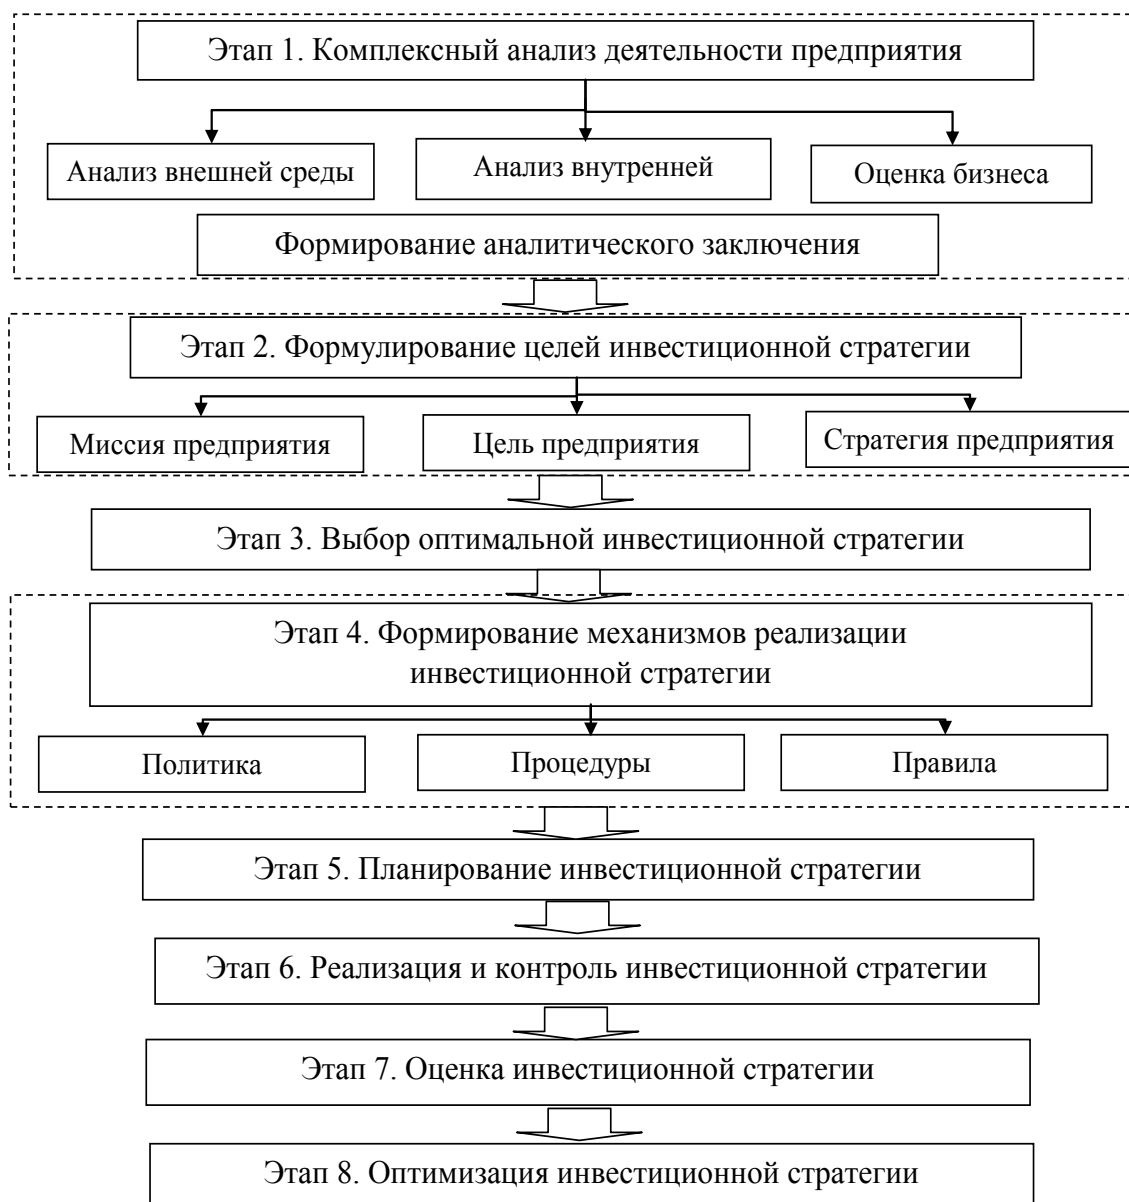 Этап 1. Комплексный анализ деятельности предприятия
Анализ внешней среды
Анализ внутренней
Оценка бизнеса
Формирование аналитического заключения
Этап 2. Формулирование целей инвестиционной стратегии
Миссия предприятия
Цель предприятия
Стратегия предприятия
Этап 3. Выбор оптимальной инвестиционной стратегии
Этап 4. Формирование механизмов реализации
инвестиционной стратегии
Политика
Процедуры
Правила
Этап 5. Планирование инвестиционной стратегии
Этап 6. Реализация и контроль инвестиционной стратегии
Этап 7. Оценка инвестиционной стратегии
Этап 8. Оптимизация инвестиционной стратегии